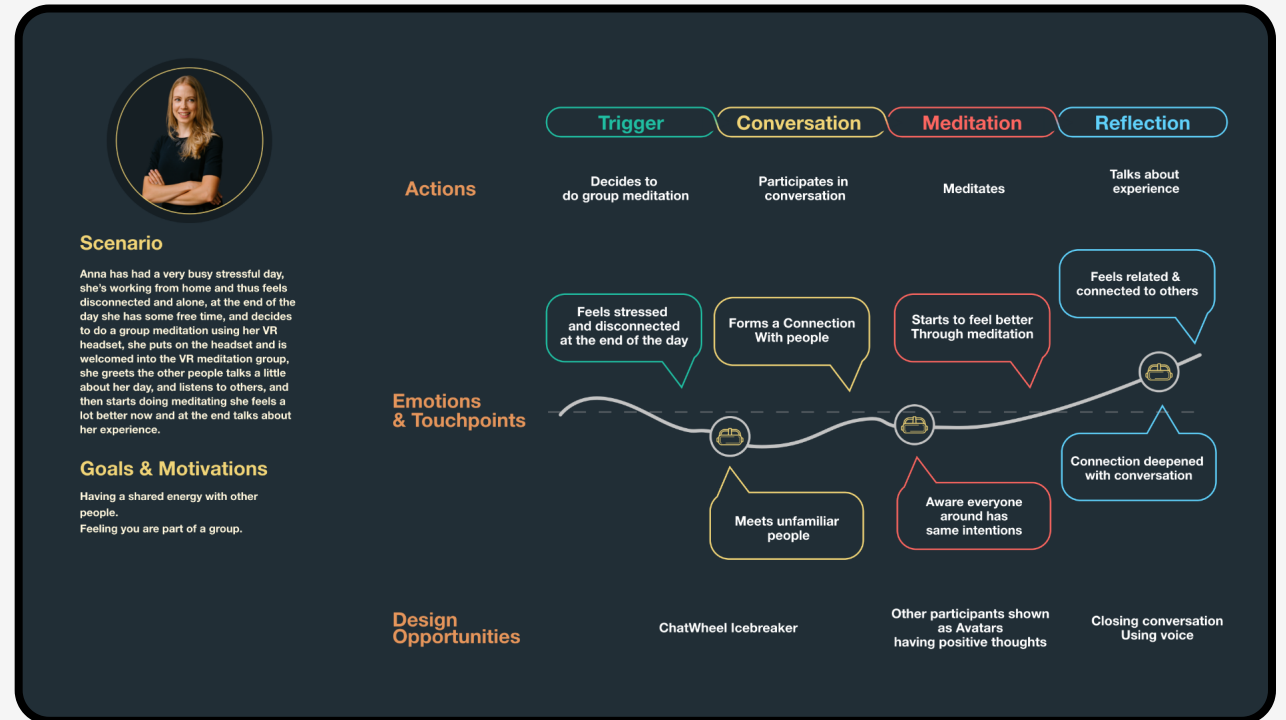 Scenario
Anna has had a very busy stressful day,
she's working from home and thus feels
disconnected and alone, at the end of the
day she has some free time, and decides
to do a group meditation using her VR
headset, she puts on the headset and is
welcomed into the VR meditation group,
she greets the other people talks a little
about her day, and listens to others, and
then starts doing meditating she feels a
lot better now and at the end talks about
her experience.
Goals & Motivations
Having a shared energy with other
people.
Feeling you are part of a group.
Trigger
Conversation
Meditation
Reflection
Actions
Decides to
do group meditation
Participates in
conversation
Meditates
Talks about
experience
Emotions
& Touchpoints
Feels stressed
and disconnected
at the end of the day
Forms a Connection
With people
Starts to feel better
Through meditation
Feels related &
connected to others
Meets unfamiliar
people
Aware everyone
around has
same intentions
Connection deepened
with conversation
Design
Opportunities
ChatWheel Icebreaker
Other participants shown
as Avatars
having positive thoughts
Closing conversation
Using voice